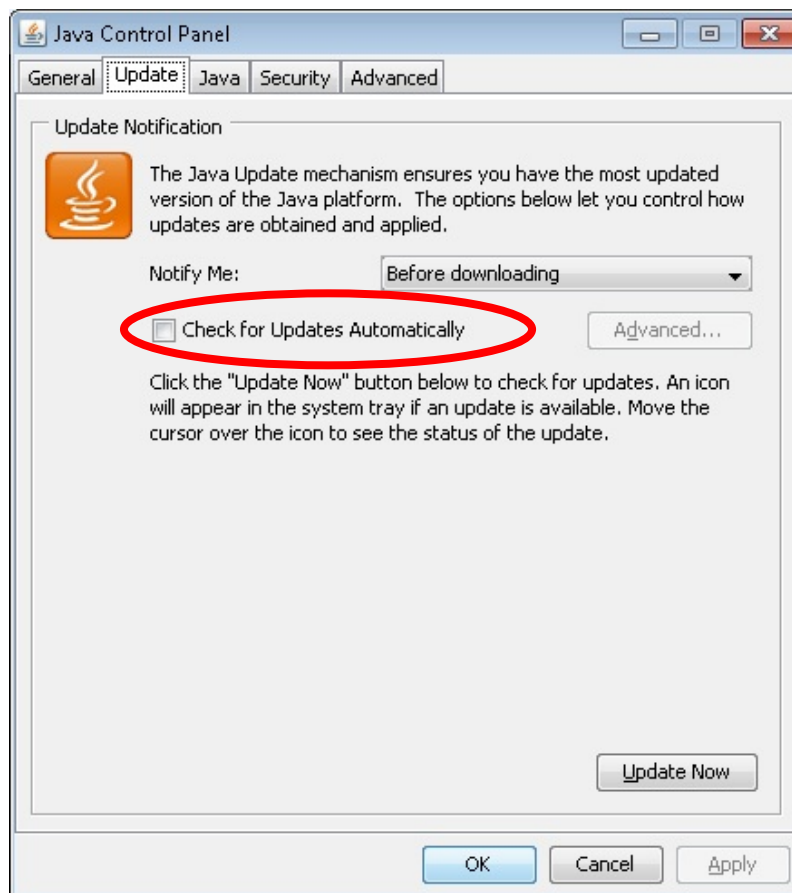 Java Control Panel
General Update Java Security Advanced
Update Notification
The Java Update mechanism ensures you have the most updated
version of the Java platform. The options below let you control how
updates are obtained and applied.
Notify Me: Before downloading
Check for Updates Automatically Advanced...
Click the "Update Now" button below to check for updates. An icon
will appear in the system tray if an update is available. Move the
cursor over the icon to see the status of the update.
Update Now
OK Cancel Apply